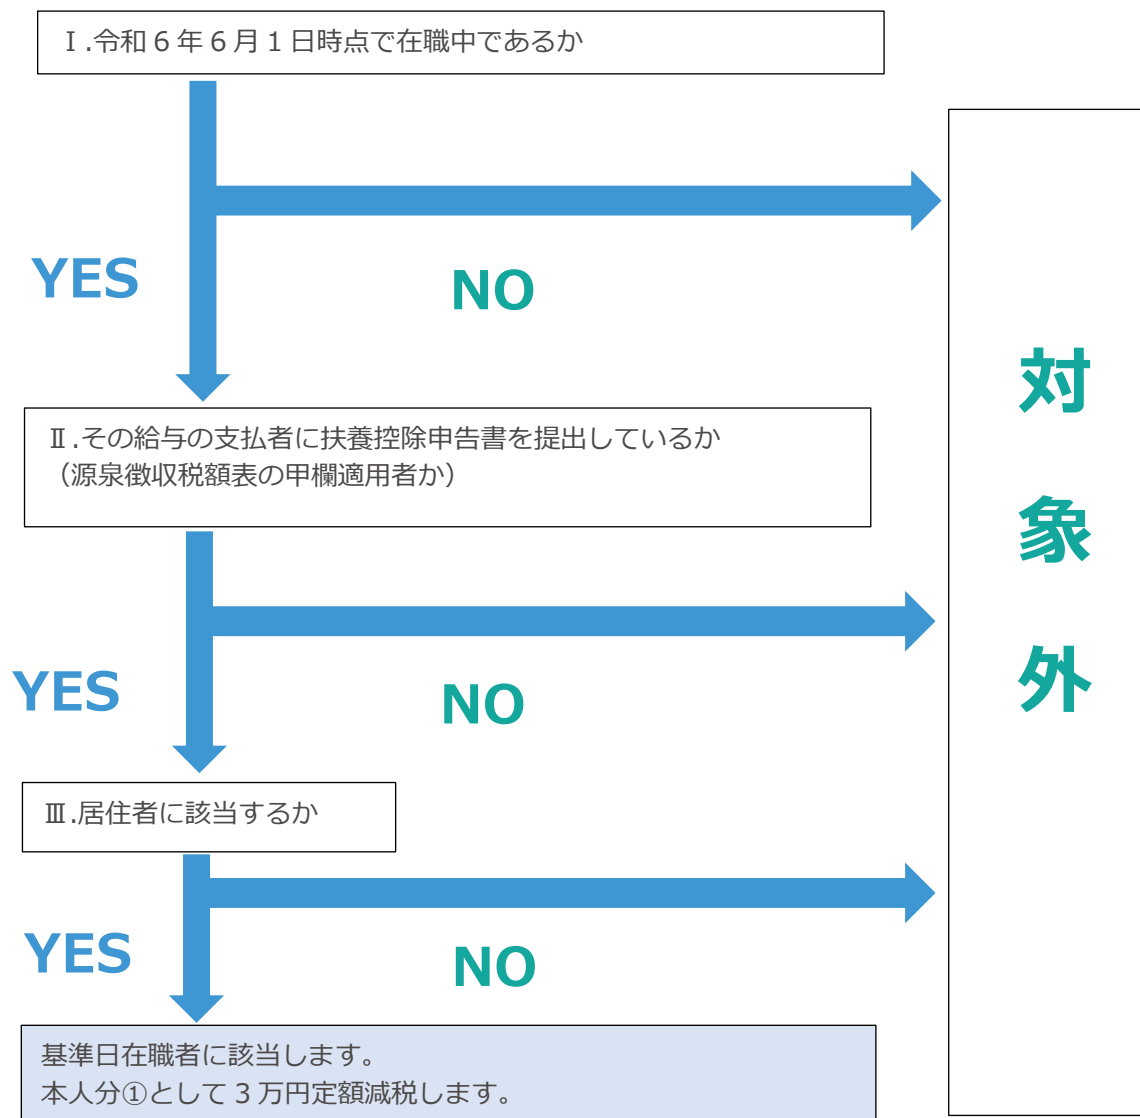 Ⅰ.令和６年６月１日時点で在職中であるか
YES
NO
Ⅱ.その給与の支払者に扶養控除申告書を提出しているか
（源泉徴収税額表の甲欄適用者か）
YES
NO
Ⅲ.居住者に該当するか
YES
NO
基準日在職者に該当します。
本人分①として３万円定額減税します。
対
象
外